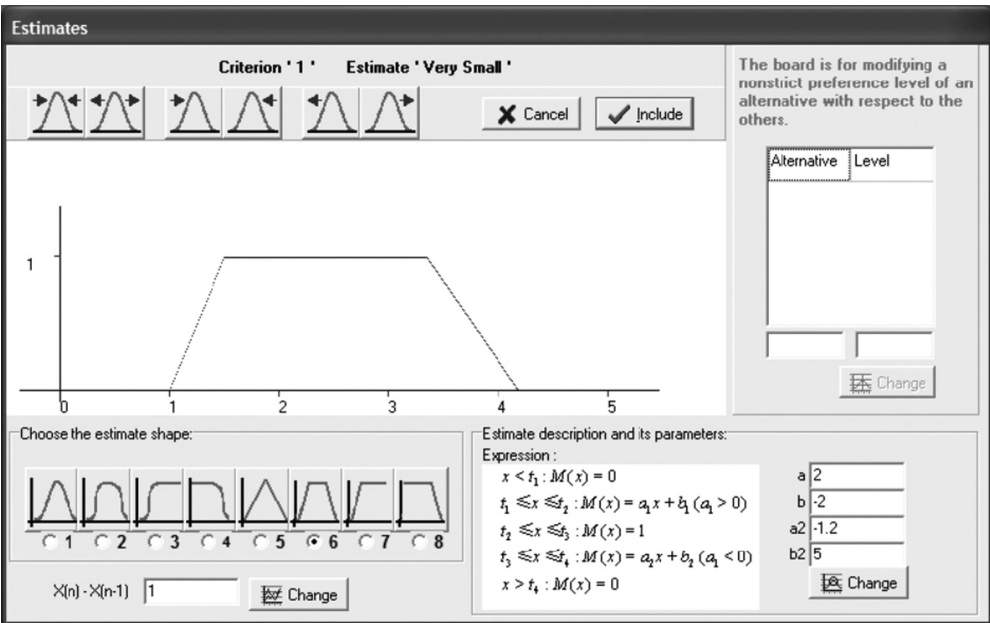 Estimates
Criterion ' 1 ' Estimate ' Very Small '
Cancel
Include
1
0 1 2 3 4 5
The board is for modifying a
nonstrict preference level of an
alternative with respect to the
others.
Alternative Level
Change
Choose the estimate shape:
1 2 3 4 5 6 7 8
X(n) - X(n-1) 1 Change
Estimate description and its parameters:
Expression :
x < t₁ : M(x) = 0
t₁ ≤ x ≤ t₂ : M(x) = a₁x + b₁ (a₁ > 0)
t₂ ≤ x ≤ t₃ : M(x) = 1
t₃ ≤ x ≤ t₄ : M(x) = a₂x + b₂ (a₁ < 0)
x > t₄ : M(x) = 0
a 2
b -2
a2 -1.2
b2 5
Change